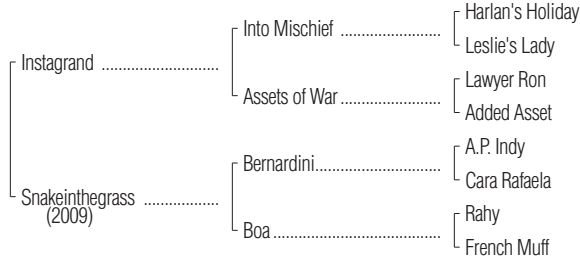 Harlan's Holiday
Into Mischief ....................
Leslie's Lady
Instagrand ........................
Lawyer Ron
Assets of War ....................
Added Asset
A.P. Indy
Bernardini.........................
Cara Rafaela
Snakeinthegrass ...............
(2009)
Rahy
Boa ..................................
French Muff